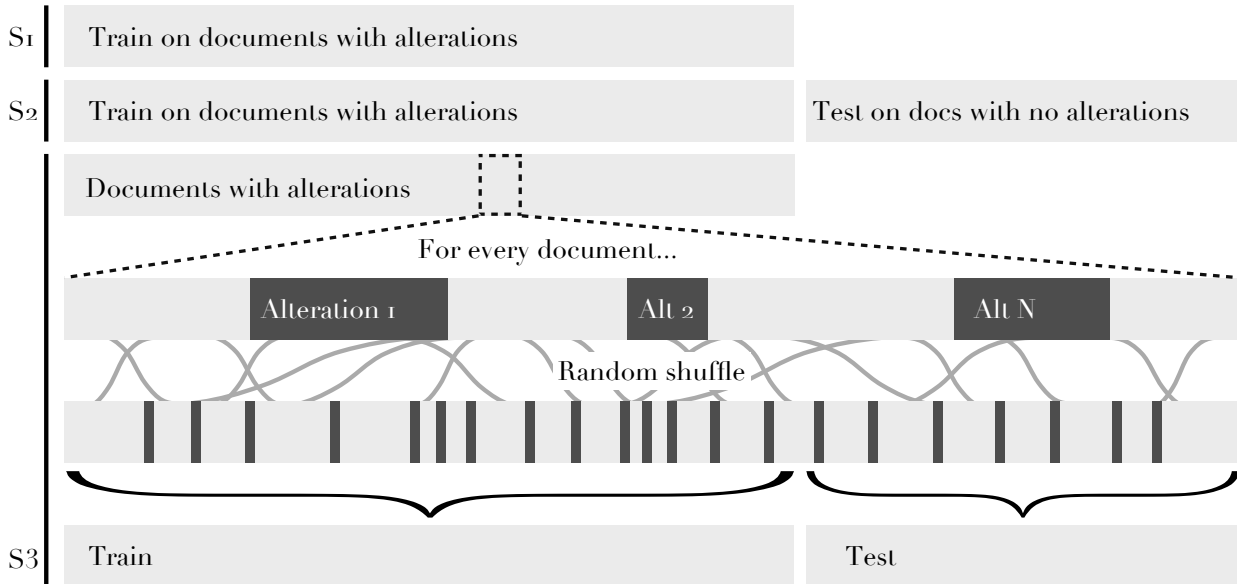 S1 Train on documents with alterations
S2 Train on documents with alterations Test on docs with no alterations
Documents with alterations
For every document...
Alteration 1 Alt 2 Alt N
Random shuffle
S3 Train Test